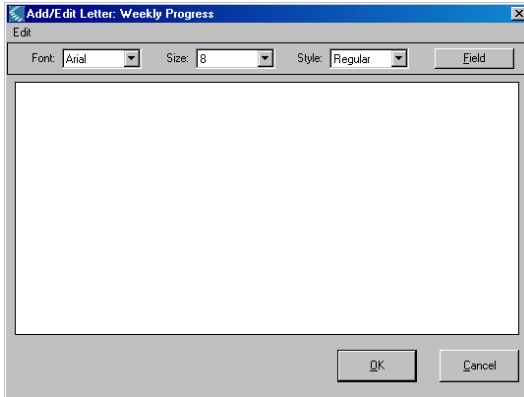 Add/Edit Letter: Weekly Progress
Edit
Font: Arial Size: 8 Style: Regular Field
OK Cancel